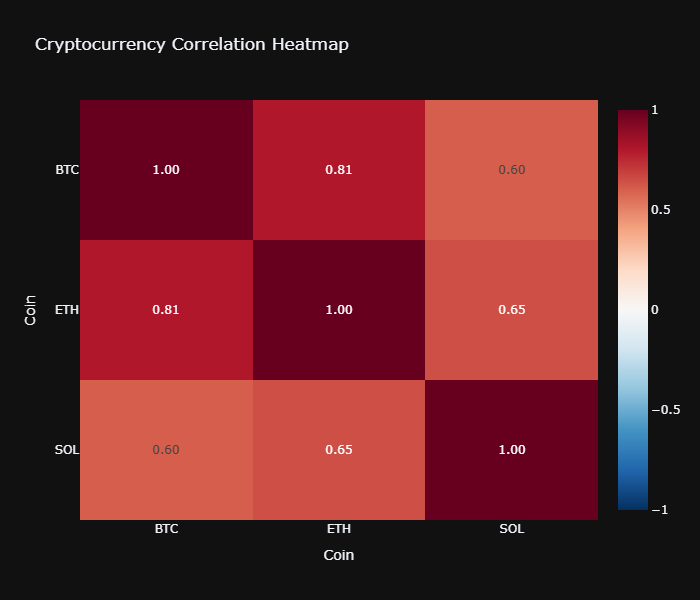 Cryptocurrency Correlation Heatmap
1
BTC 1.00 0.81 0.60
0.5
Coin
ETH 0.81 1.00 0.65
0
−0.5
SOL 0.60 0.65 1.00
−1
BTC ETH SOL
Coin